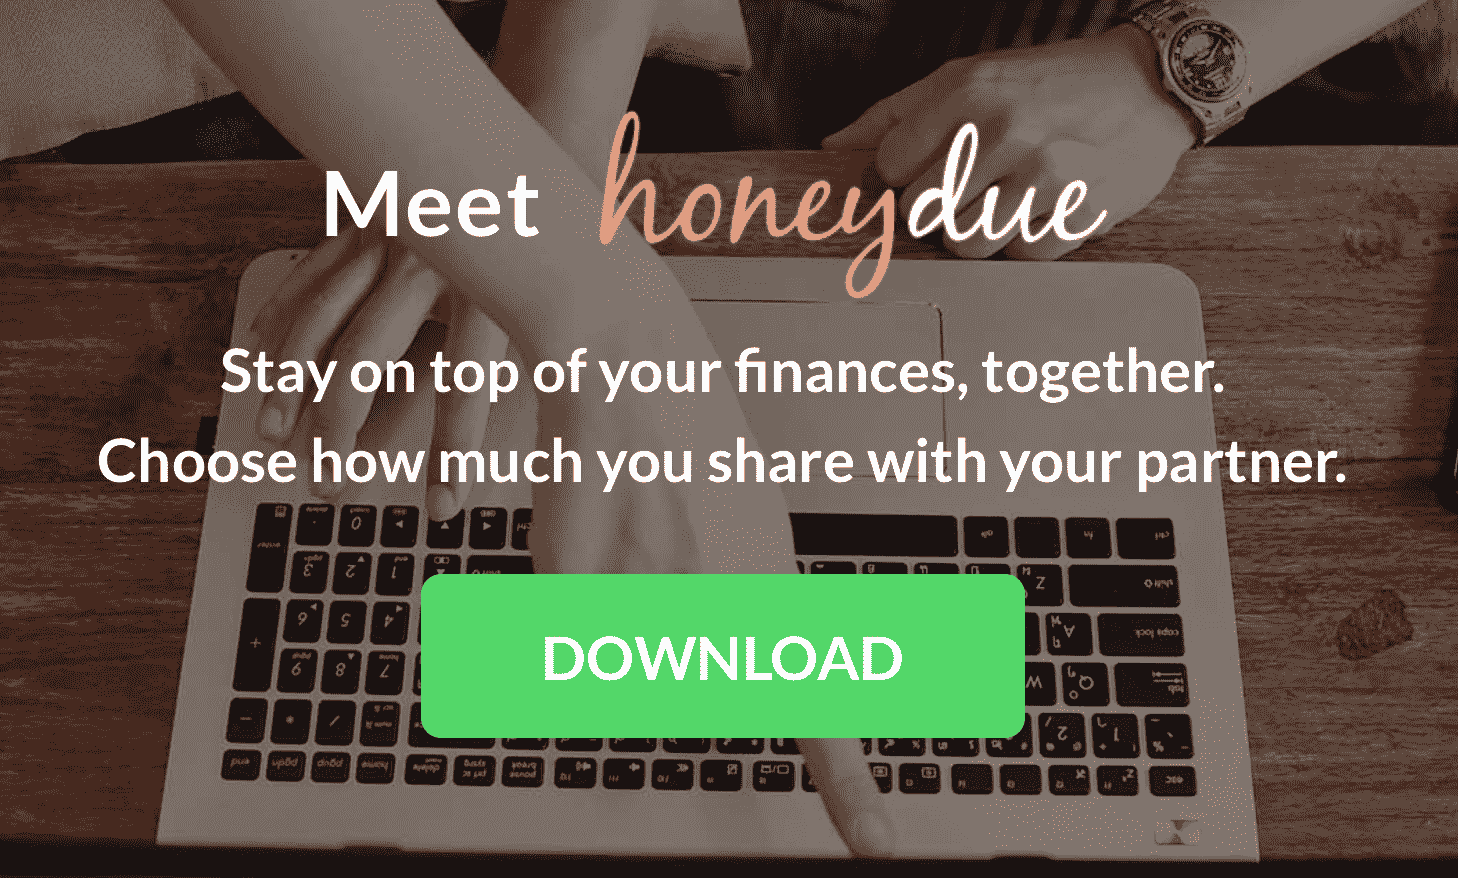 Meet honeydue
Stay on top of your finances, together.
Choose how much you share with your partner.
DOWNLOAD